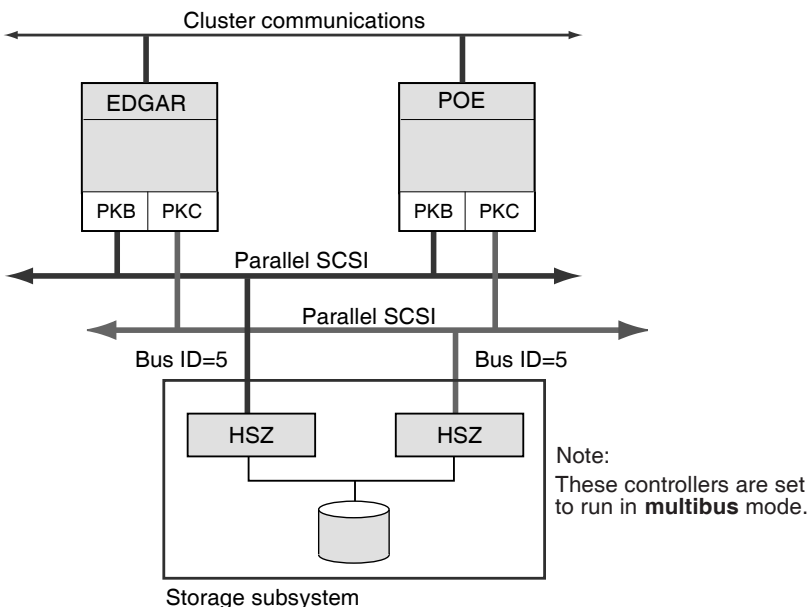 Cluster communications
EDGAR
POE
PKB
PKC
PKB
PKC
Parallel SCSI
Parallel SCSI
Bus ID=5
Bus ID=5
HSZ
HSZ
Note:
These controllers are set
to run in multibus mode.
Storage subsystem